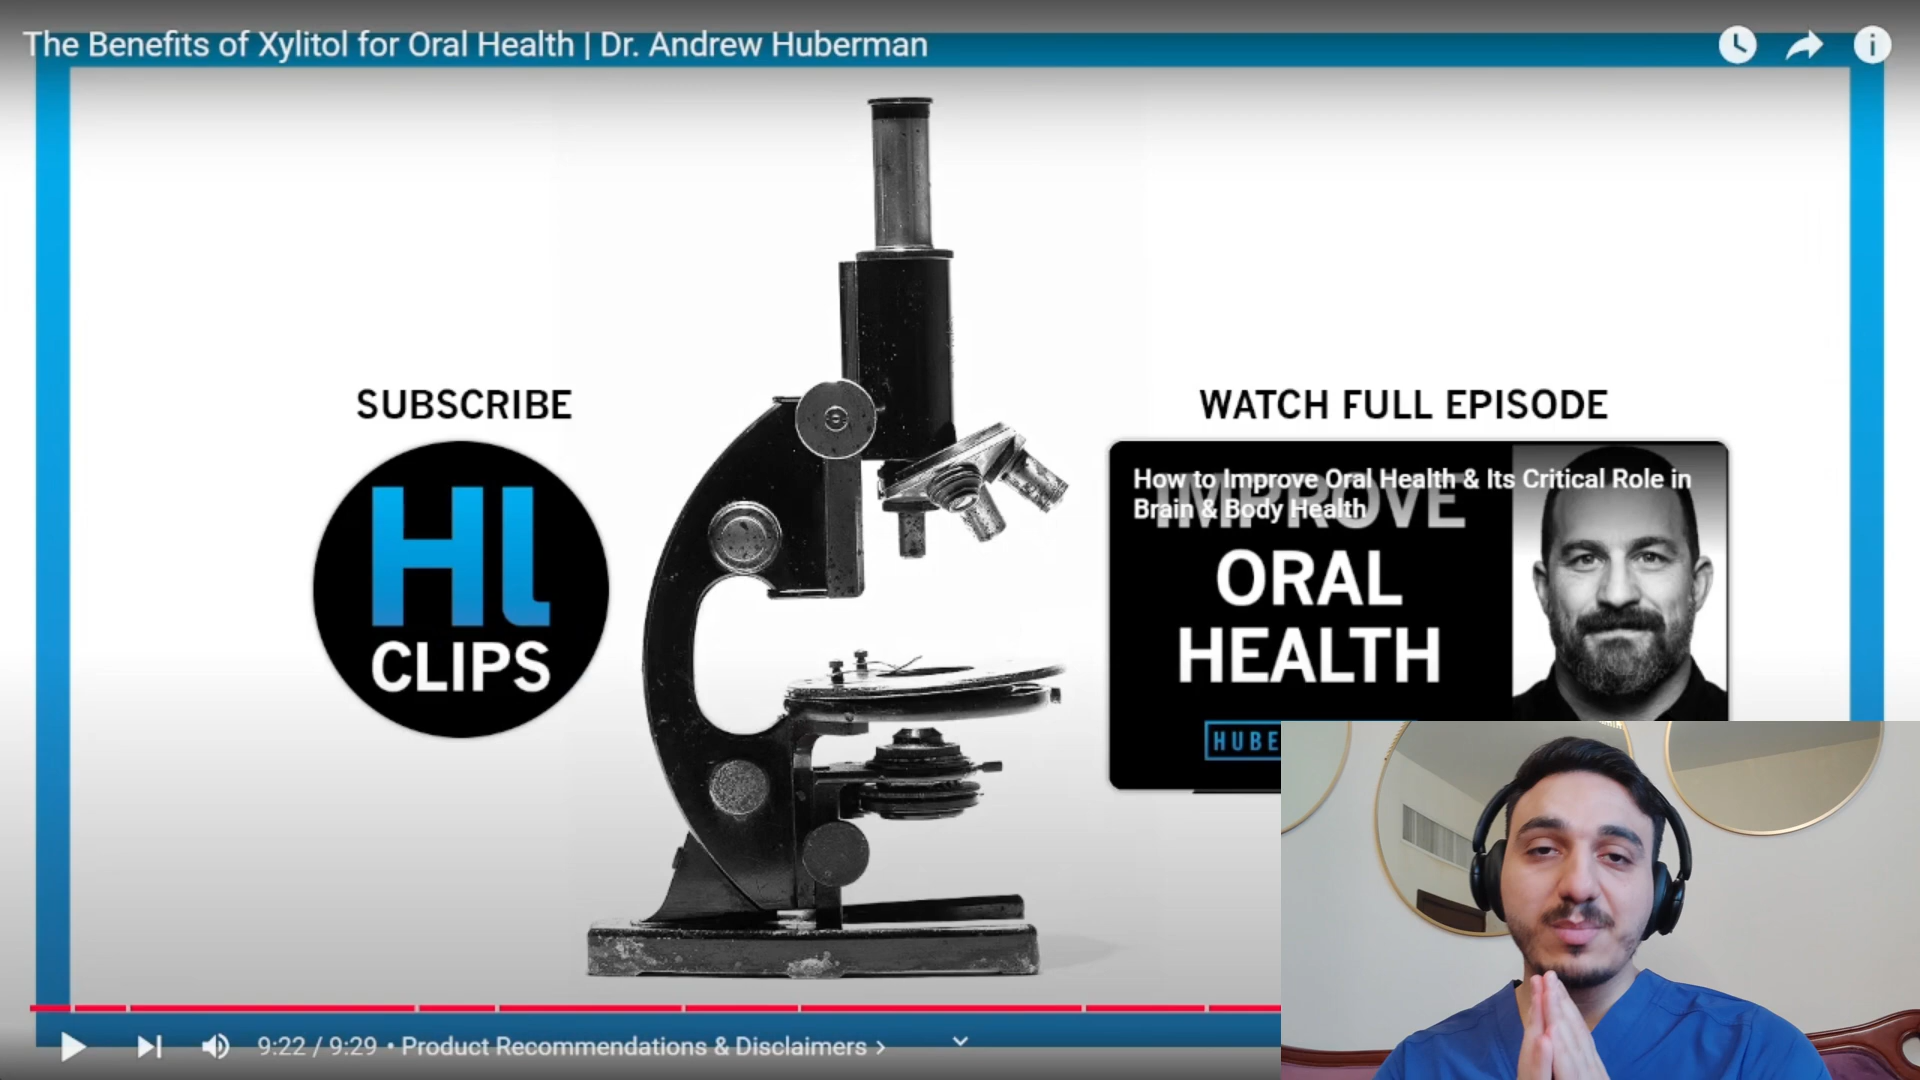 The Benefits of Xylitol for Oral Health | Dr. Andrew Huberman
SUBSCRIBE
HL
CLIPS
WATCH FULL EPISODE
How to Improve Oral Health & Its Critical Role in
Brain & Body Health
IMPROVE
ORAL
HEALTH
HUBE
9:22 / 9:29 • Product Recommendations & Disclaimers >